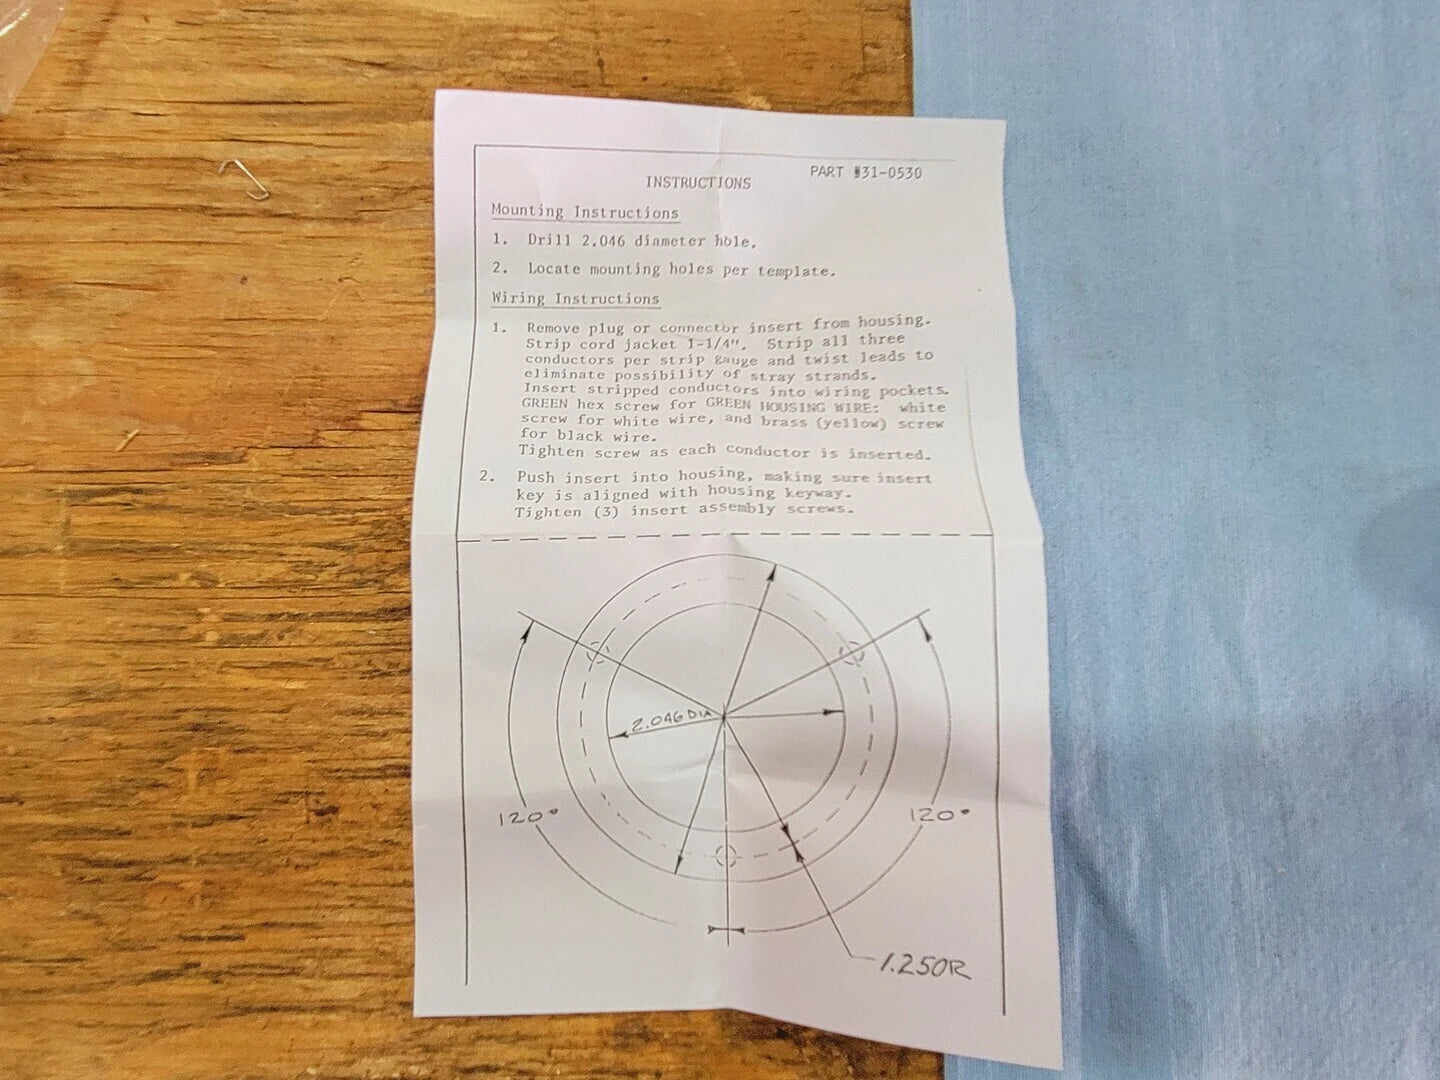 PART #31-0530
INSTRUCTIONS
Mounting Instructions
1. Drill 2.046 diameter hole.
2. Locate mounting holes per template.
Wiring Instructions
1. Remove plug or connector insert from housing.
Strip cord jacket 1-1/4". Strip all three
conductors per strip gauge and twist leads to
eliminate possibility of stray strands.
Insert stripped conductors into wiring pockets.
GREEN hex screw for GREEN HOUSING WIRE: white
screw for white wire, and brass (yellow) screw
for black wire.
Tighten screw as each conductor is inserted.
2. Push insert into housing, making sure insert
key is aligned with housing keyway.
Tighten (3) insert assembly screws.
2.046 DIA
120°
120°
1.250R